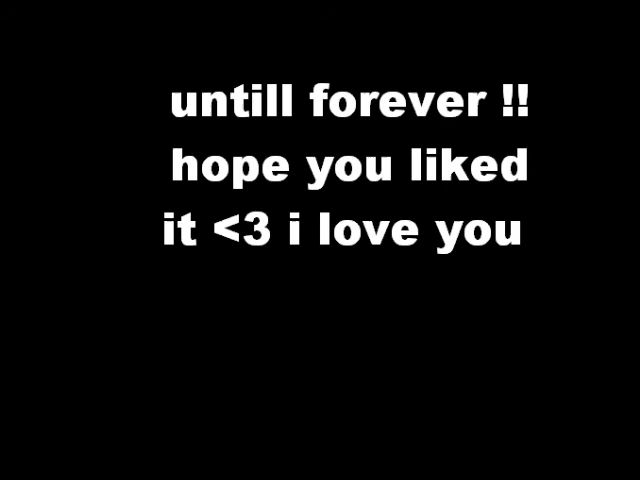 untill forever !!
hope you liked
it <3 i love you